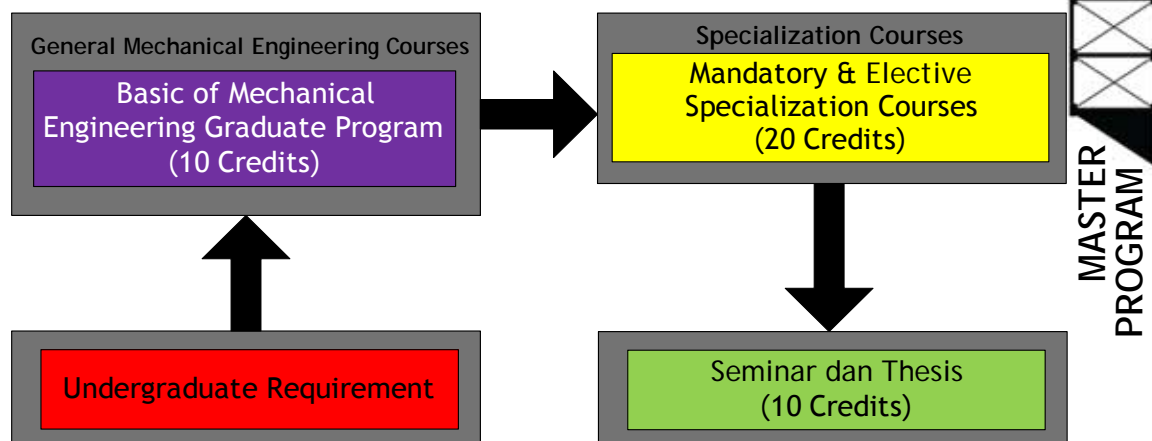 General Mechanical Engineering Courses
Basic of Mechanical
Engineering Graduate Program
(10 Credits)
Specialization Courses
Mandatory & Elective
Specialization Courses
(20 Credits)
MASTER
PROGRAM
Undergraduate Requirement
Seminar dan Thesis
(10 Credits)